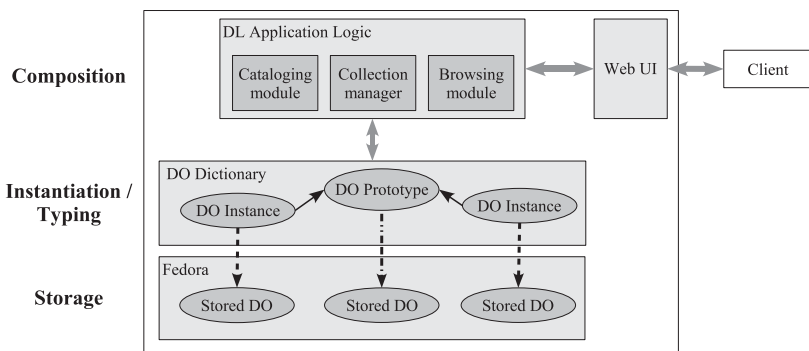 DL Application Logic
Composition
Cataloging
module
Collection
manager
Browsing
module
Web UI
Client
DO Dictionary
Instantiation /
Typing
DO Instance
DO Prototype
DO Instance
Fedora
Storage
Stored DO
Stored DO
Stored DO